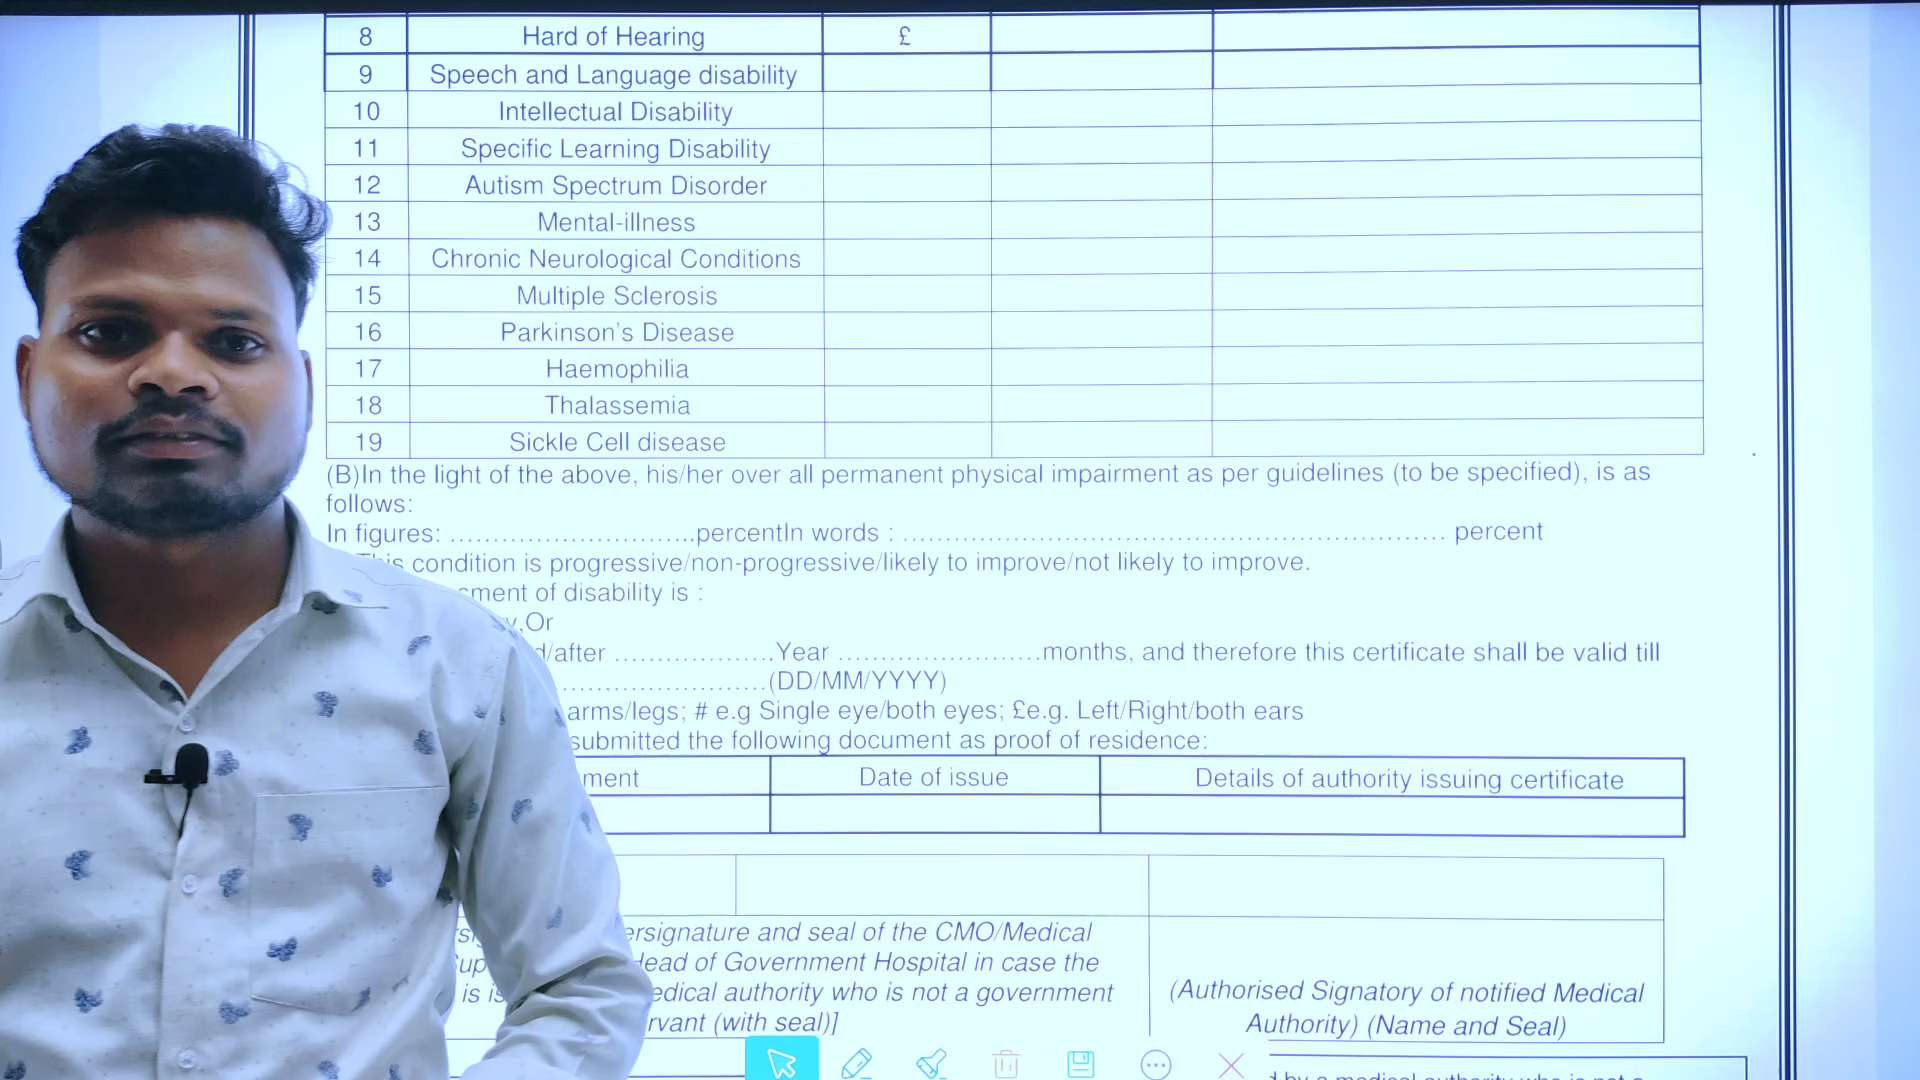 8 Hard of Hearing £
9 Speech and Language disability
10 Intellectual Disability
11 Specific Learning Disability
12 Autism Spectrum Disorder
13 Mental-illness
14 Chronic Neurological Conditions
15 Multiple Sclerosis
16 Parkinson's Disease
17 Haemophilia
18 Thalassemia
19 Sickle Cell disease
(B)In the light of the above, his/her over all permanent physical impairment as per guidelines (to be specified), is as
follows:
In figures: ............................percentIn words : ................................................................ percent
condition is progressive/non-progressive/likely to improve/not likely to improve.
of disability is :
Or
/after ...................Year ........................months, and therefore this certificate shall be valid till
........................(DD/MM/YYYY)
arms/legs; # e.g Single eye/both eyes; £e.g. Left/Right/both ears
submitted the following document as proof of residence:
Date of issue Details of authority issuing certificate
and seal of the CMO/Medical
of Government Hospital in case the
authority who is not a government
(with seal)]
(Authorised Signatory of notified Medical
Authority) (Name and Seal)
by a medical authority who is not a